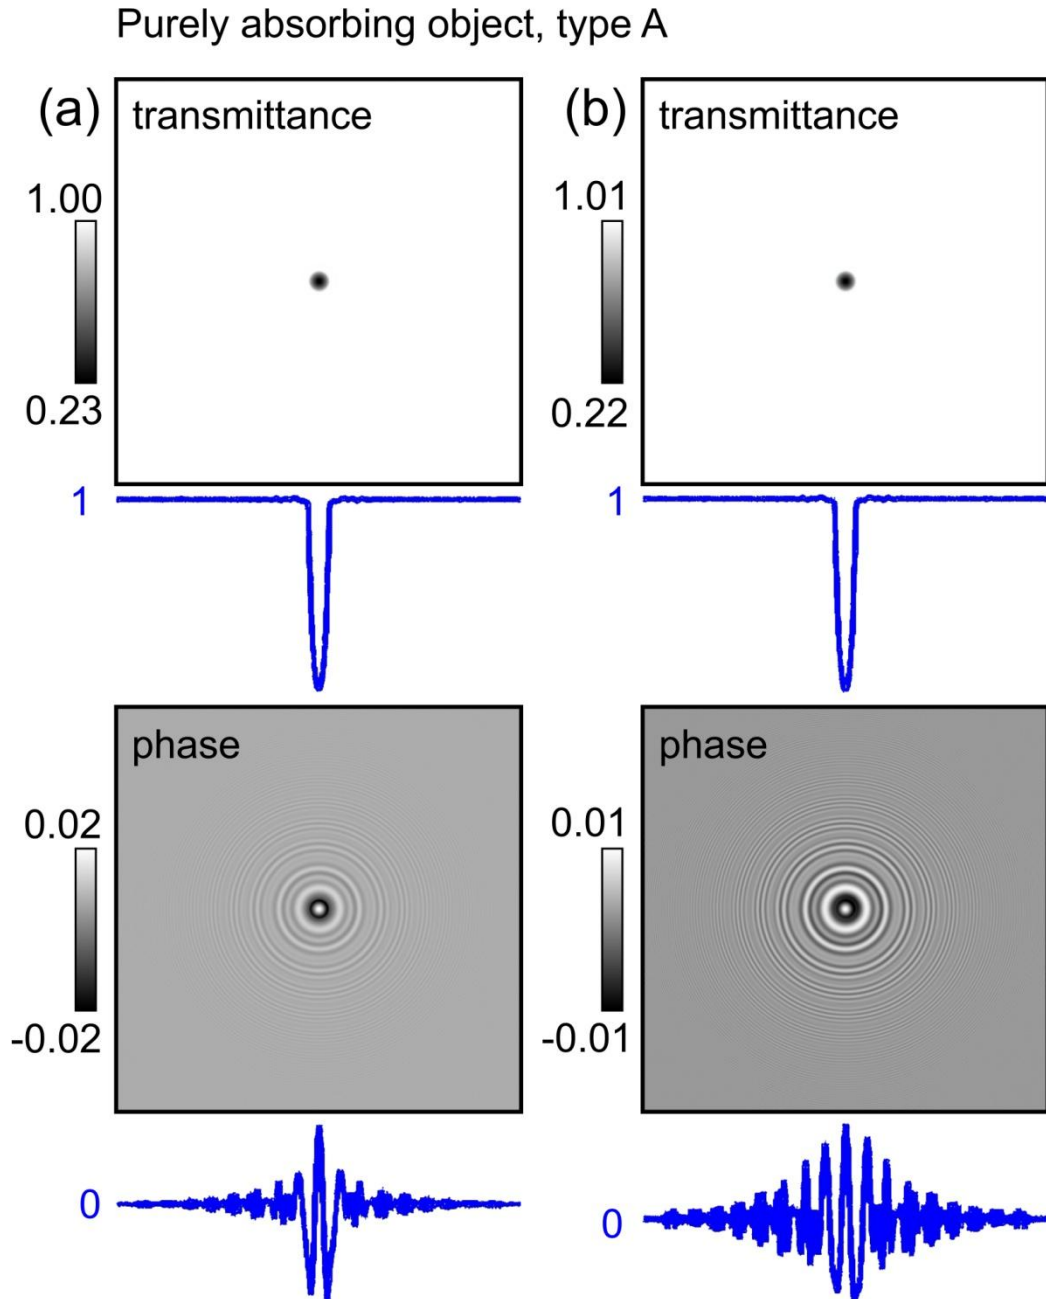 Purely absorbing object, type A
(a)
transmittance
1.00
0.23
1
phase
0.02
-0.02
0
(b)
transmittance
1.01
0.22
1
phase
0.01
-0.01
0